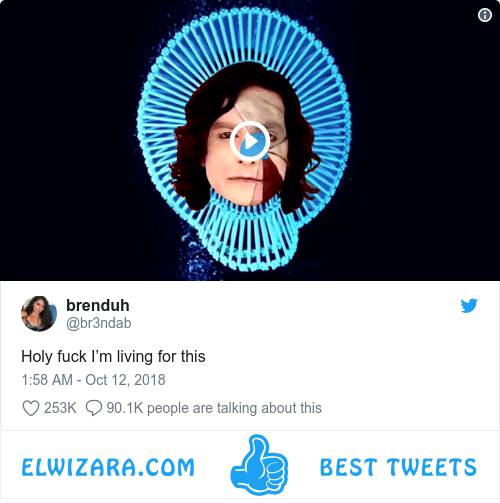 brenduh
@br3ndab
Holy fuck I’m living for this
1:58 AM - Oct 12, 2018
253K 90.1K people are talking about this
ELWIZARA.COM BEST TWEETS